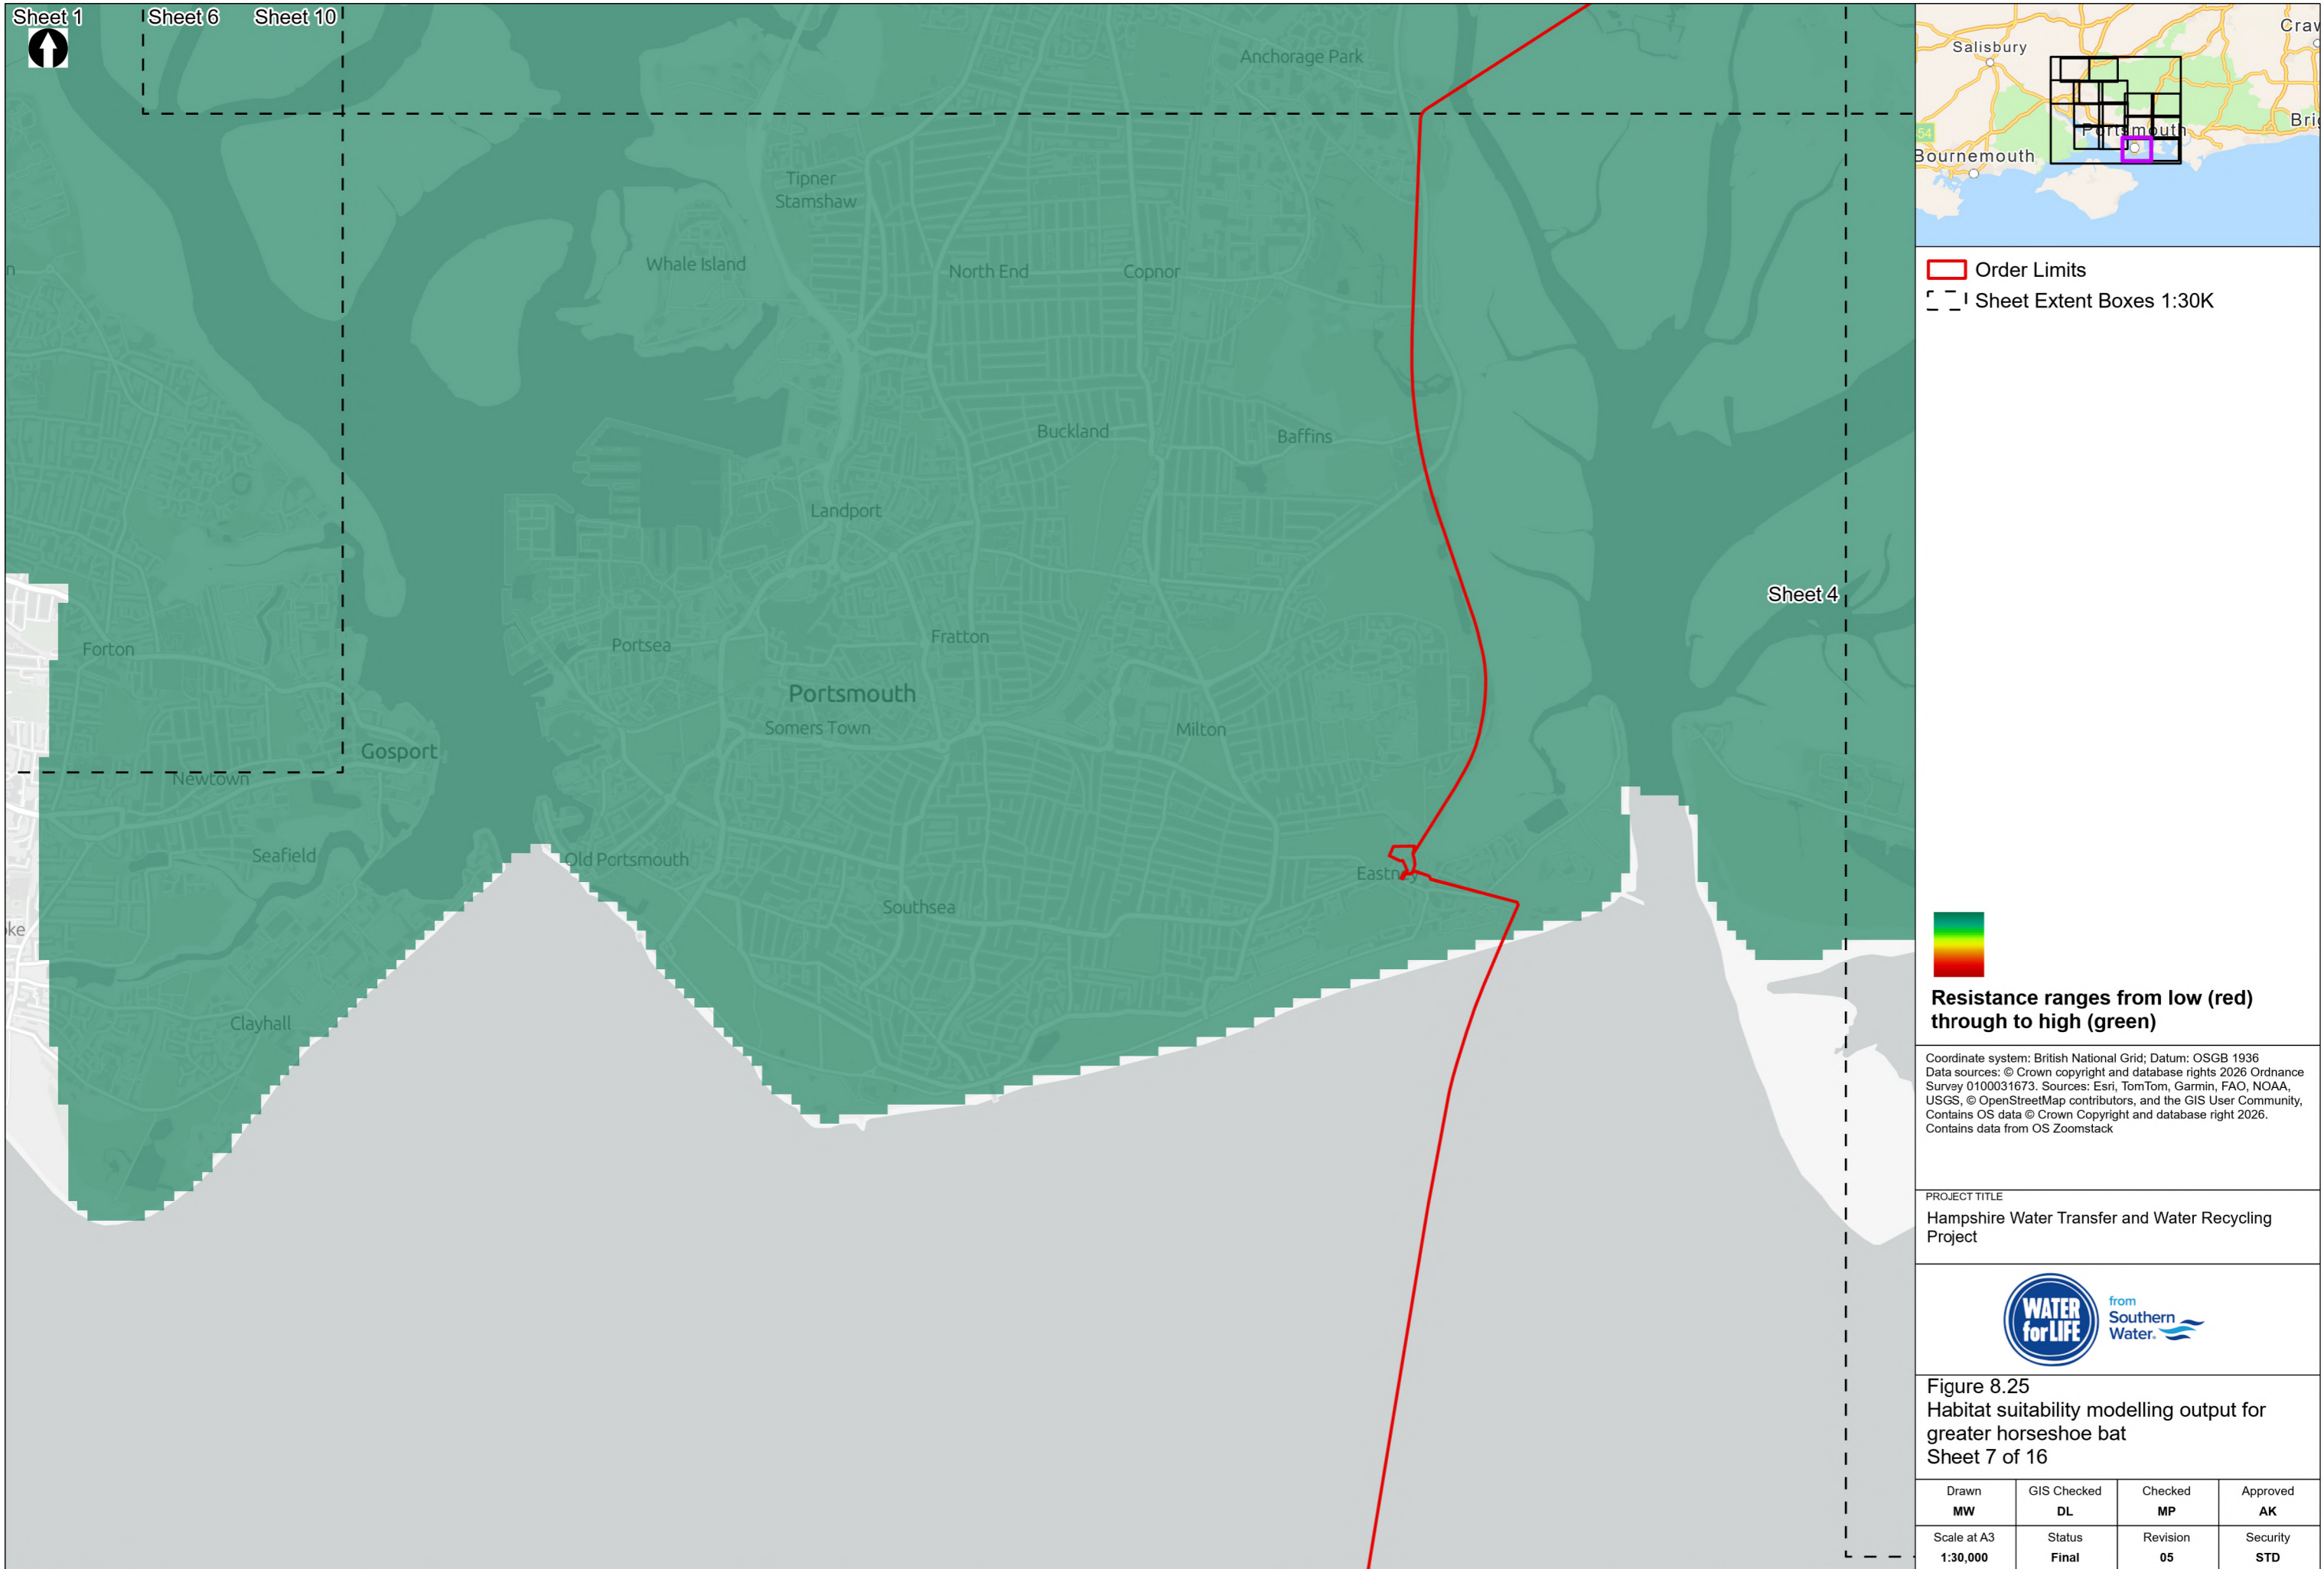 Sheet 1
Sheet 6
Sheet 10
Anchorage Park
Tipner
Stamshaw
Whale Island
North End
Copnor
Buckland
Baffins
Landport
Sheet 4
Forton
Portsea
Fratton
Portsmouth
Somers Town
Milton
Gosport
Newtown
Seafield
Old Portsmouth
Eastney
Southsea
Clayhall
Salisbury
Portsmouth
Bournemouth
Order Limits
Sheet Extent Boxes 1:30K
Resistance ranges from low (red)
through to high (green)
Coordinate system: British National Grid; Datum: OSGB 1936
Data sources: © Crown copyright and database rights 2026 Ordnance
Survey 0100031673. Sources: Esri, TomTom, Garmin, FAO, NOAA,
USGS, © OpenStreetMap contributors, and the GIS User Community,
Contains OS data © Crown Copyright and database right 2026.
Contains data from OS Zoomstack
PROJECT TITLE
Hampshire Water Transfer and Water Recycling
Project
WATER
for LIFE
from
Southern
Water.
Figure 8.25
Habitat suitability modelling output for
greater horseshoe bat
Sheet 7 of 16
Drawn GIS Checked Checked Approved
MW DL MP AK
Scale at A3 Status Revision Security
1:30,000 Final 05 STD